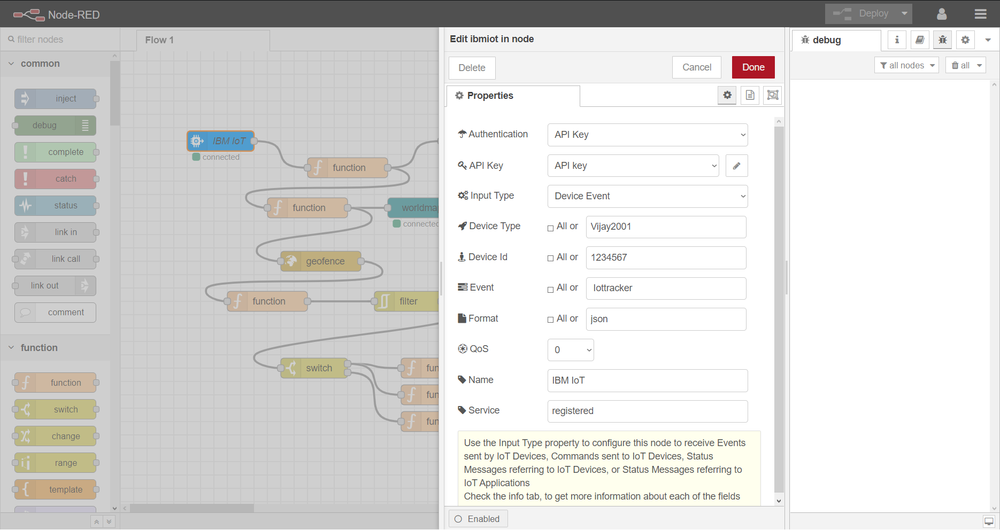 Node-RED
Deploy
filter nodes
Flow 1
Edit ibmiot in node
debug
Delete
Cancel
Done
all nodes
all
common
Properties
inject
debug
complete
catch
status
link in
link call
link out
comment
function
function
switch
change
range
template
IBM IoT
connected
function
function
worldmap
connected
geofence
function
filter
switch
fun
fun
fun
Authentication
API Key
API Key
API key
Input Type
Device Event
Device Type
All or
Vijay2001
Device Id
All or
1234567
Event
All or
Iottracker
Format
All or
json
QoS
0
Name
IBM IoT
Service
registered
Use the Input Type property to configure this node to receive Events
sent by IoT Devices, Commands sent to IoT Devices, Status
Messages referring to IoT Devices, or Status Messages referring to
IoT Applications
Check the info tab, to get more information about each of the fields
Enabled